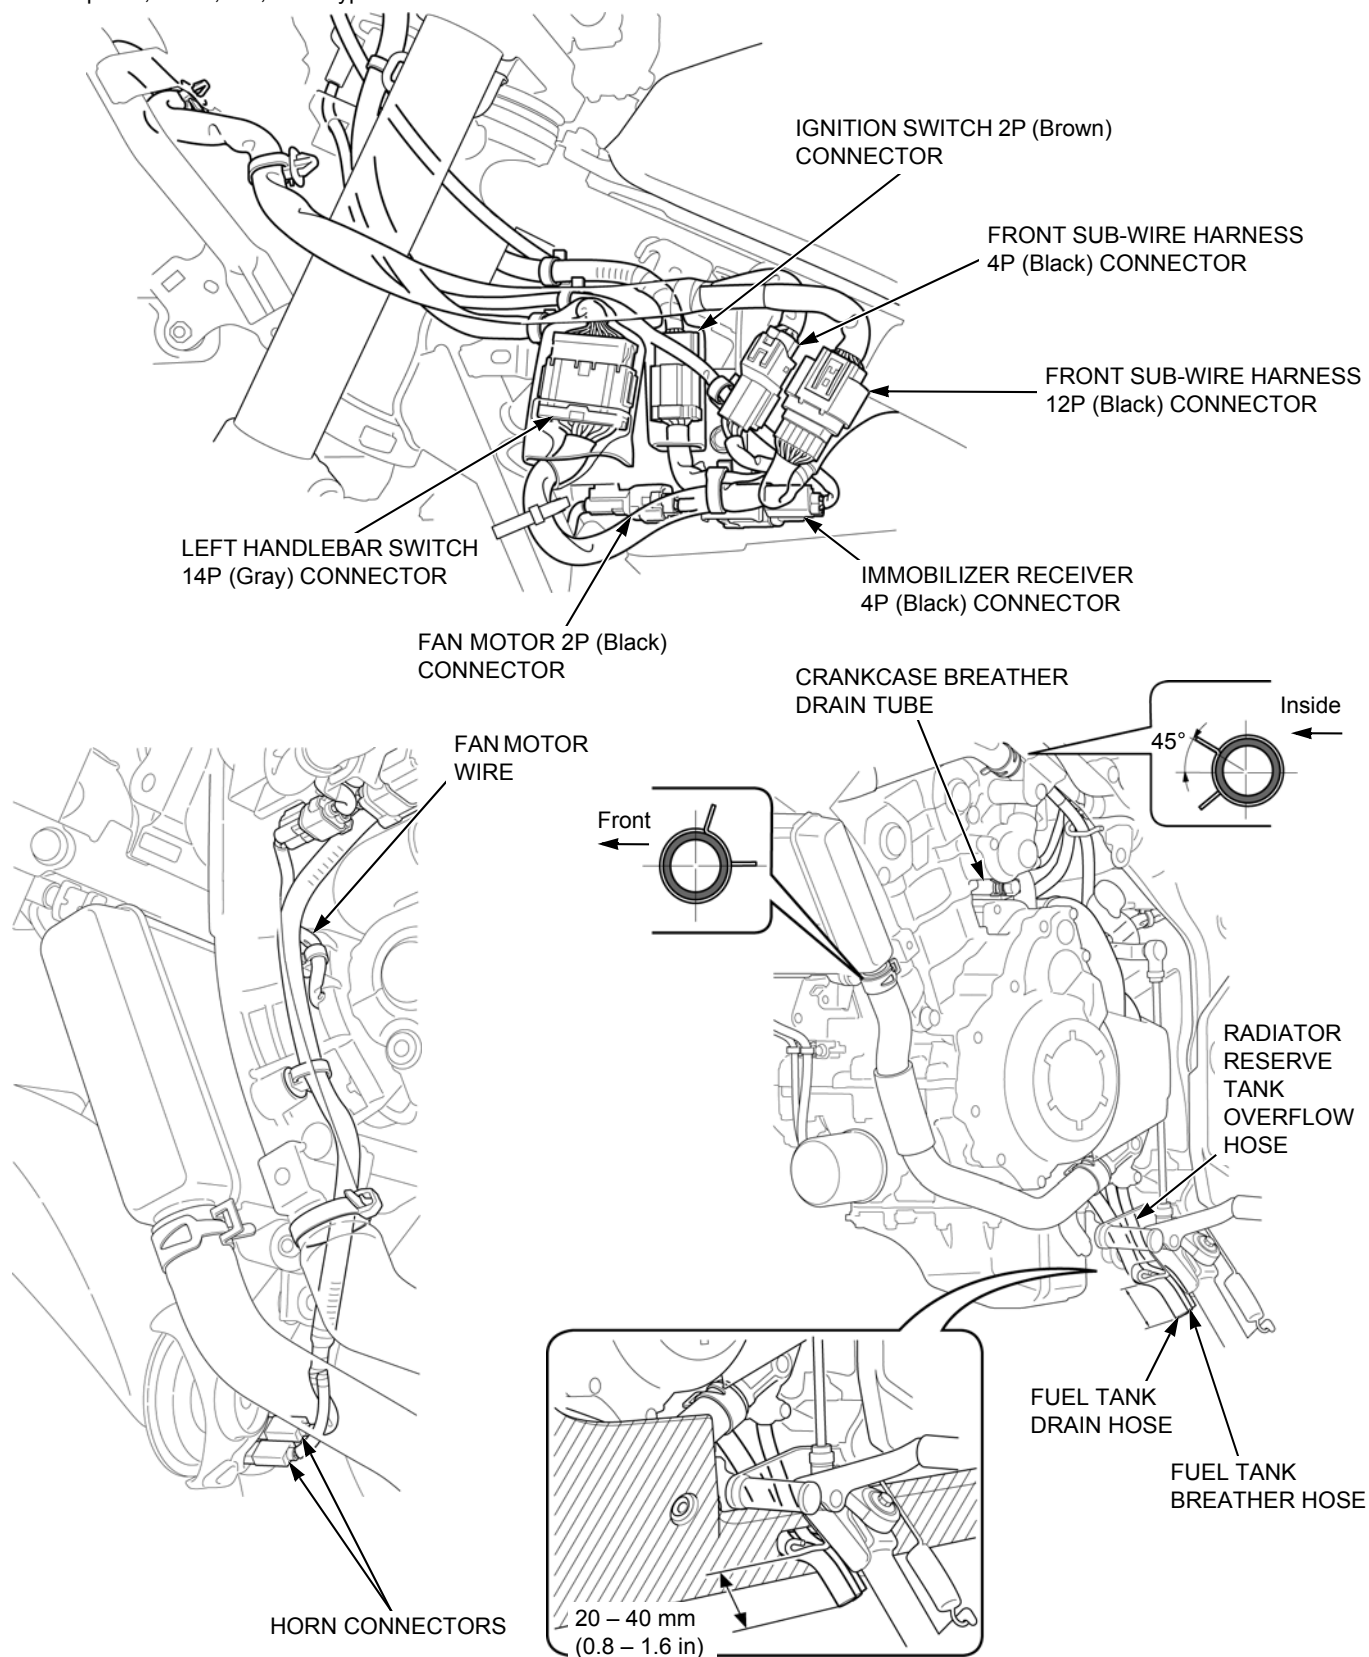 IGNITION SWITCH 2P (Brown)
CONNECTOR
FRONT SUB-WIRE HARNESS
4P (Black) CONNECTOR
FRONT SUB-WIRE HARNESS
12P (Black) CONNECTOR
LEFT HANDLEBAR SWITCH
14P (Gray) CONNECTOR
IMMOBILIZER RECEIVER
4P (Black) CONNECTOR
FAN MOTOR 2P (Black)
CONNECTOR
CRANKCASE BREATHER
DRAIN TUBE
Inside
45°
FAN MOTOR
WIRE
Front
RADIATOR
RESERVE
TANK
OVERFLOW
HOSE
FUEL TANK
DRAIN HOSE
FUEL TANK
BREATHER HOSE
HORN CONNECTORS
20 – 40 mm
(0.8 – 1.6 in)